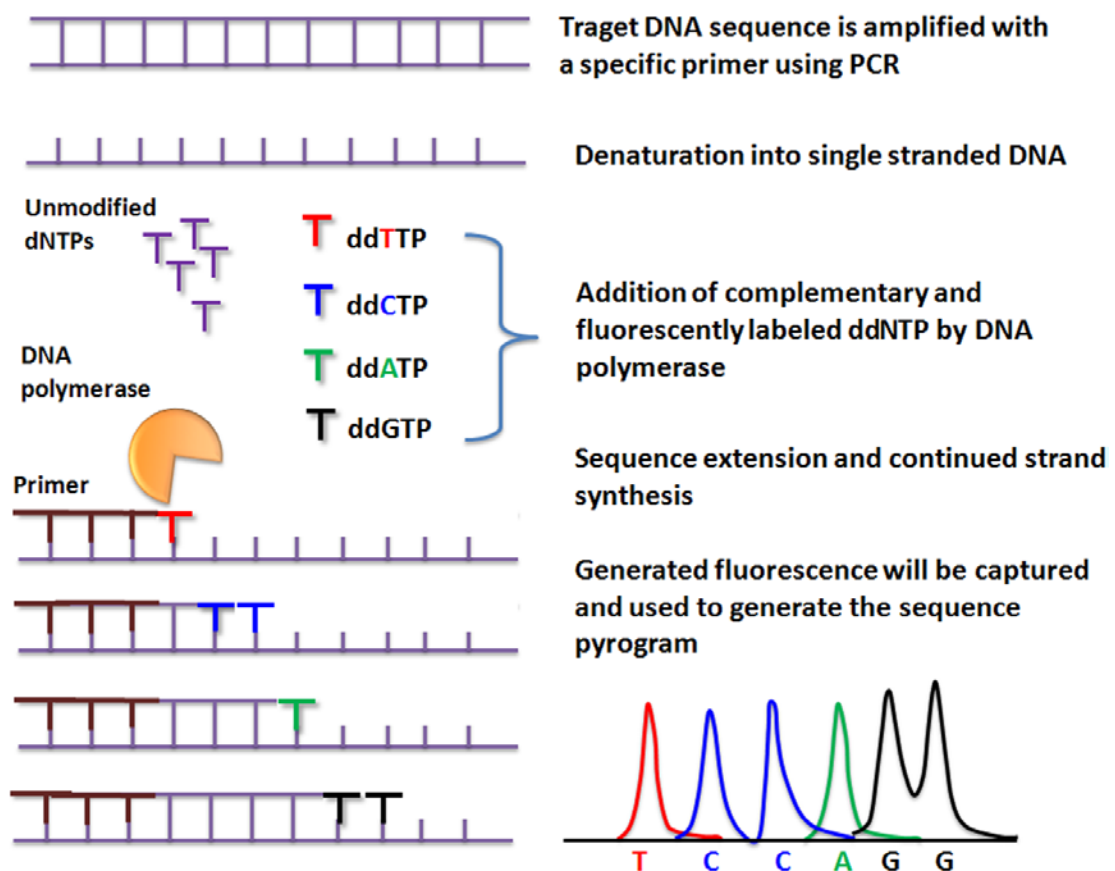 Traget DNA sequence is amplified with
a specific primer using PCR
Denaturation into single stranded DNA
Unmodified
dNTPs
ddTTP
ddCTP
ddATP
ddGTP
Addition of complementary and
fluorescently labeled ddNTP by DNA
polymerase
DNA
polymerase
Sequence extension and continued strand
synthesis
Primer
Generated fluorescence will be captured
and used to generate the sequence
pyrogram
T C C A G G